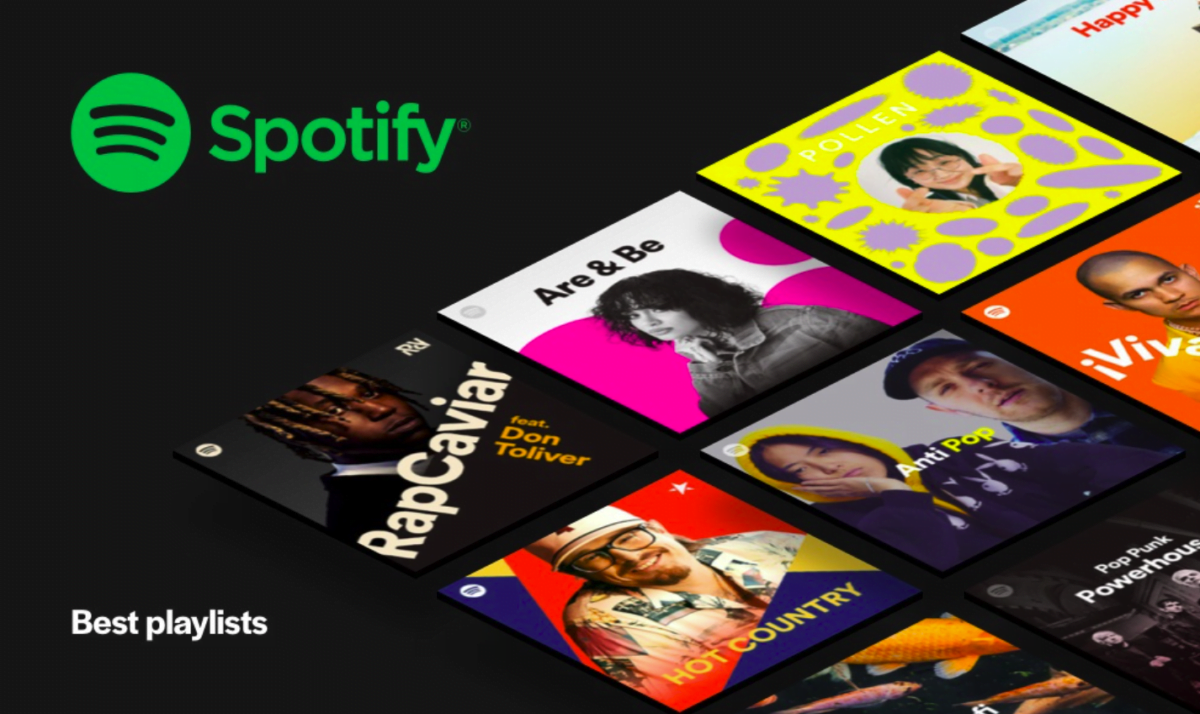 Spotify®
Happy
POLLEN
Are & Be
¡Viva
RapCaviar
feat.
Don
Toliver
Anti Pop
HOT COUNTRY
Pop Punk
Powerhouse
fi
Best playlists